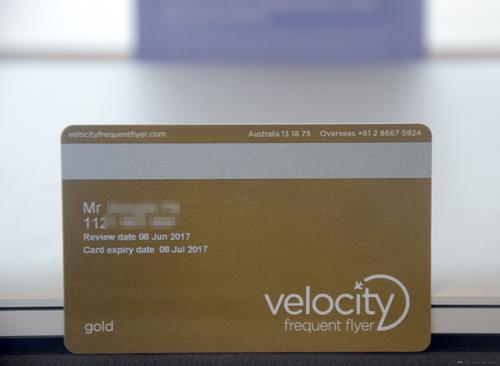 velocityfrequentflyer.com Australia 13 18 75 Overseas +61 2 8667 5924
Mr
112
Review date 08 Jun 2017
Card expiry date 08 Jul 2017
velocity
frequent flyer
gold